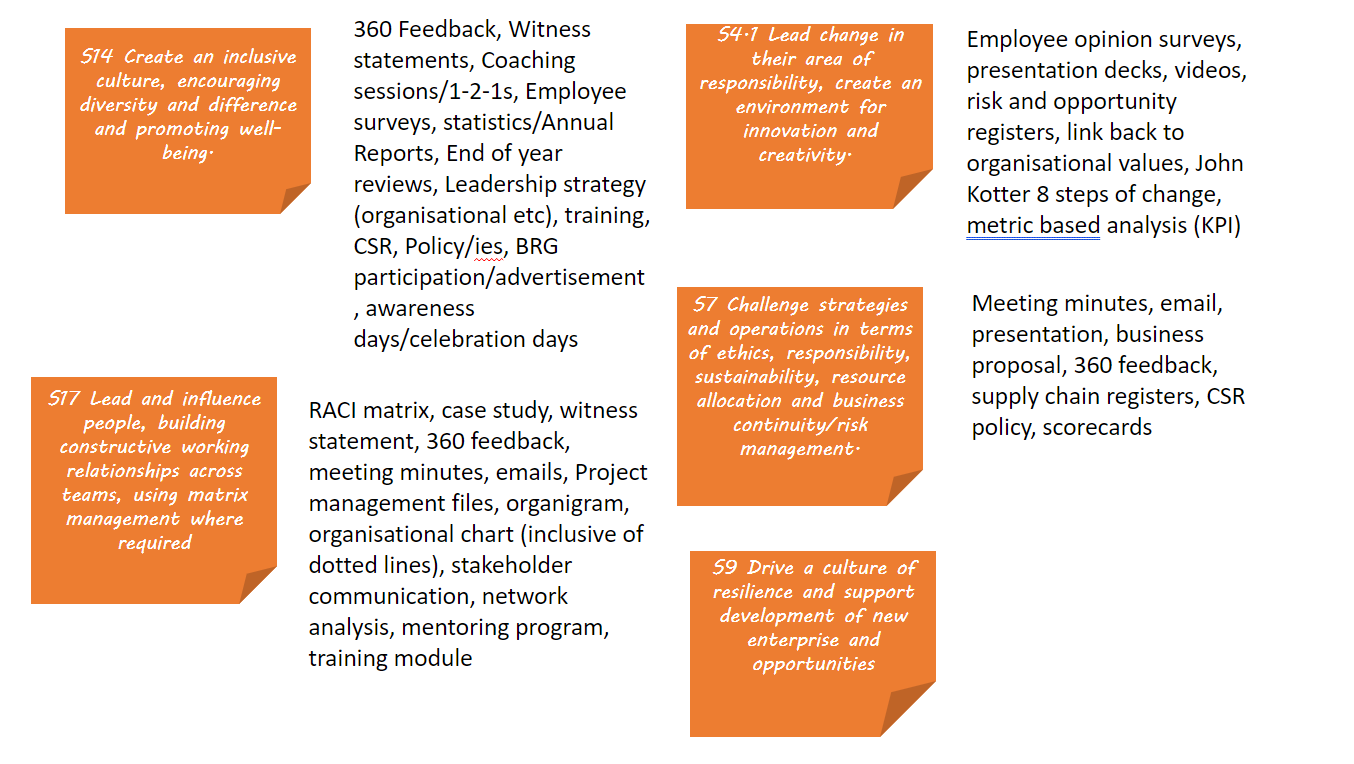 S14 Create an inclusive
culture, encouraging
diversity and difference
and promoting well-
being.
360 Feedback, Witness
statements, Coaching
sessions/1-2-1s, Employee
surveys, statistics/Annual
Reports, End of year
reviews, Leadership strategy
(organisational etc), training,
CSR, Policy/ies, BRG
participation/advertisement
, awareness
days/celebration days
S17 Lead and influence
people, building
constructive working
relationships across
teams, using matrix
management where
required
RACI matrix, case study, witness
statement, 360 feedback,
meeting minutes, emails, Project
management files, organigram,
organisational chart (inclusive of
dotted lines), stakeholder
communication, network
analysis, mentoring program,
training module
S4.1 Lead change in
their area of
responsibility, create an
environment for
innovation and
creativity.
Employee opinion surveys,
presentation decks, videos,
risk and opportunity
registers, link back to
organisational values, John
Kotter 8 steps of change,
metric based analysis (KPI)
S7 Challenge strategies
and operations in terms
of ethics, responsibility,
sustainability, resource
allocation and business
continuity/risk
management.
Meeting minutes, email,
presentation, business
proposal, 360 feedback,
supply chain registers, CSR
policy, scorecards
S9 Drive a culture of
resilience and support
development of new
enterprise and
opportunities